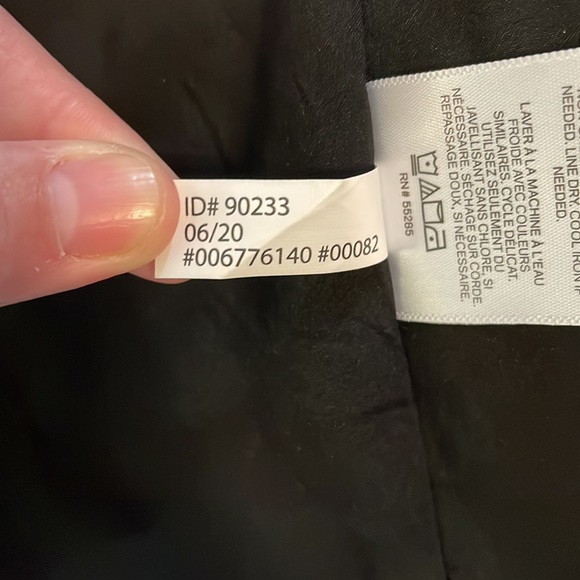 ID# 90233
06/20
#006776140 #00082
NEEDED. LINE DRY. COOL IRON IF
NEEDED.
LAVER À LA MACHINE À L'EAU
FROIDE AVEC COULEURS
SIMILAIRES, CYCLE DÉLICAT.
UTILISEZ SEULEMENT DU
JAVELISANT SANS CHLORE, SI
NÉCESSAIRE. SÉCHAGE SUR CORDE.
REPASSAGE DOUX, SI NÉCESSAIRE.
RN# 55285